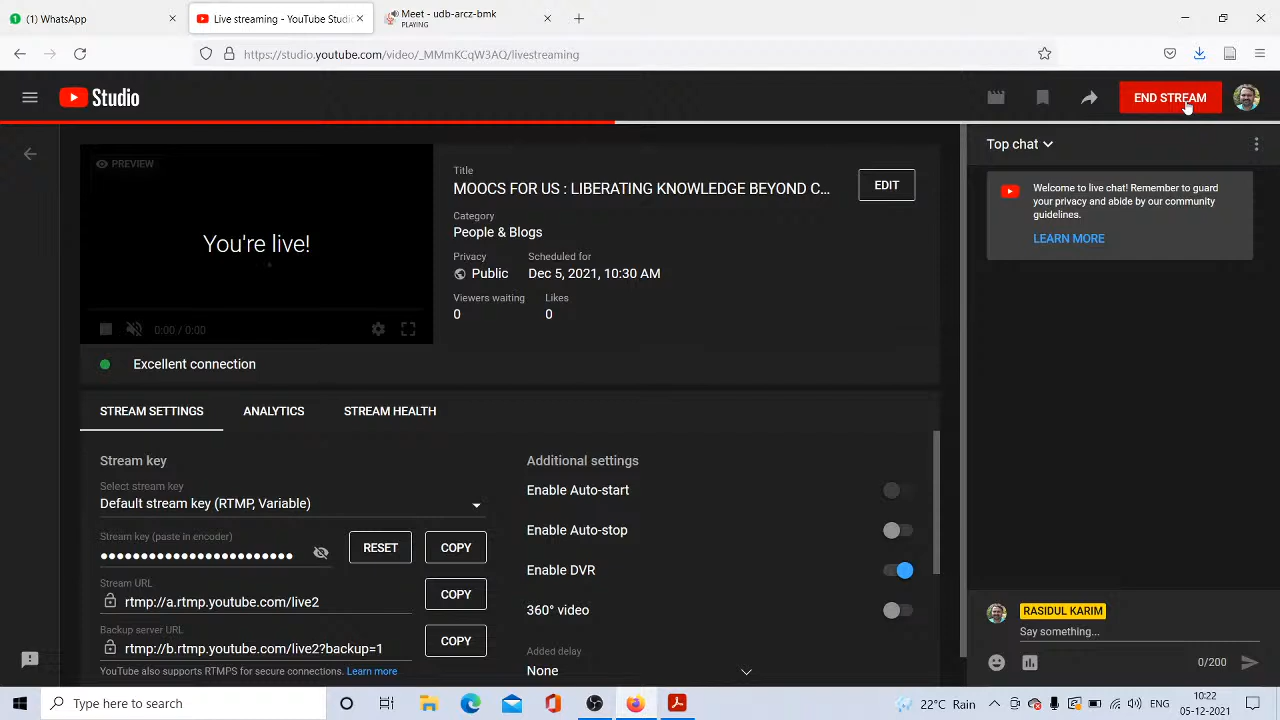 (1) WhatsApp
Live streaming - YouTube Studio
Meet - udb-arcz-bmk
PLAYING
https://studio.youtube.com/video/_MMmKCqW3AQ/livestreaming
Studio
END STREAM
PREVIEW
You're live!
0:00 / 0:00
Title
MOOCS FOR US : LIBERATING KNOWLEDGE BEYOND C...
EDIT
Category
People & Blogs
Privacy
Scheduled for
Public
Dec 5, 2021, 10:30 AM
Viewers waiting
Likes
0
0
Excellent connection
STREAM SETTINGS
ANALYTICS
STREAM HEALTH
Stream key
Select stream key
Default stream key (RTMP, Variable)
Stream key (paste in encoder)
RESET
COPY
Stream URL
rtmp://a.rtmp.youtube.com/live2
COPY
Backup server URL
rtmp://b.rtmp.youtube.com/live2?backup=1
COPY
YouTube also supports RTMPS for secure connections. Learn more
Additional settings
Enable Auto-start
Enable Auto-stop
Enable DVR
360° video
Added delay
None
Top chat
Welcome to live chat! Remember to guard
your privacy and abide by our community
guidelines.
LEARN MORE
RASIDUL KARIM
Say something...
0/200
Type here to search
22°C Rain
ENG
10:22
05-12-2021